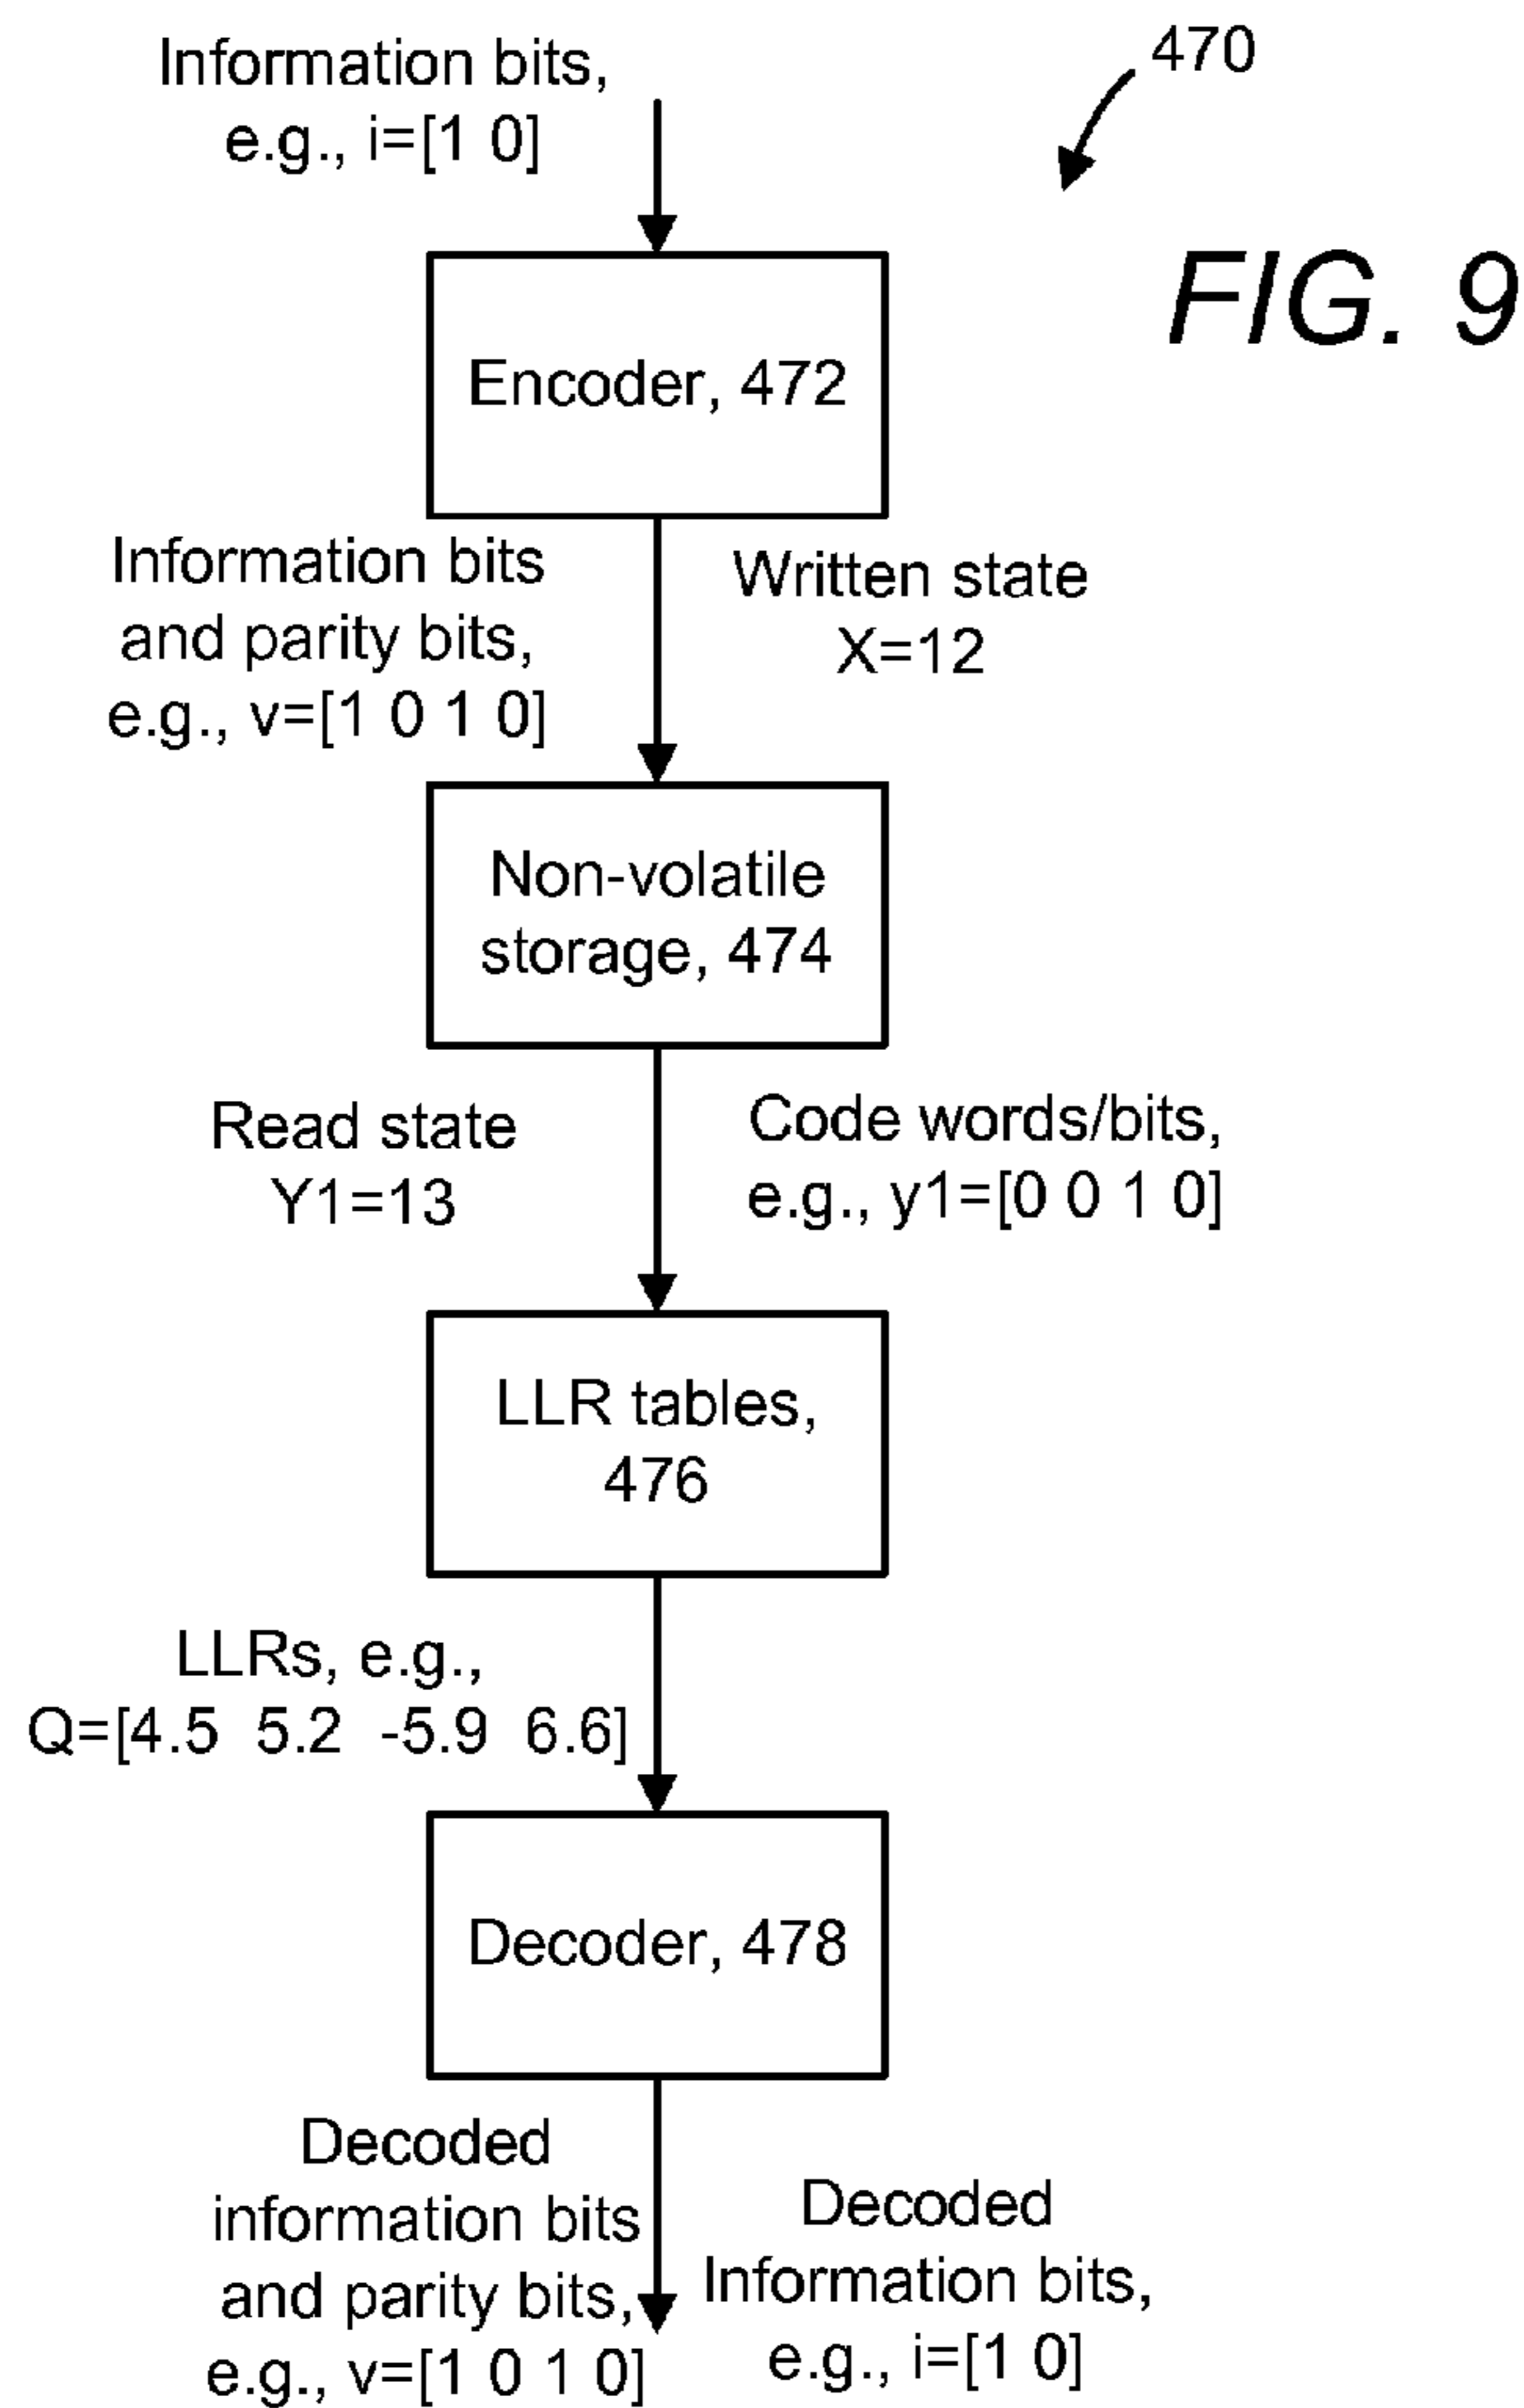 Information bits,
e.g., i=[1 0]
470
FIG. 9
Encoder, 472
Information bits
and parity bits,
e.g., v=[1 0 1 0]
Written state
X=12
Non-volatile
storage, 474
Read state
Y1=13
Code words/bits,
e.g., y1=[0 0 1 0]
LLR tables,
476
LLRs, e.g.,
Q=[4.5 5.2 -5.9 6.6]
Decoder, 478
Decoded
information bits
and parity bits,
e.g., v=[1 0 1 0]
Decoded
Information bits,
e.g., i=[1 0]